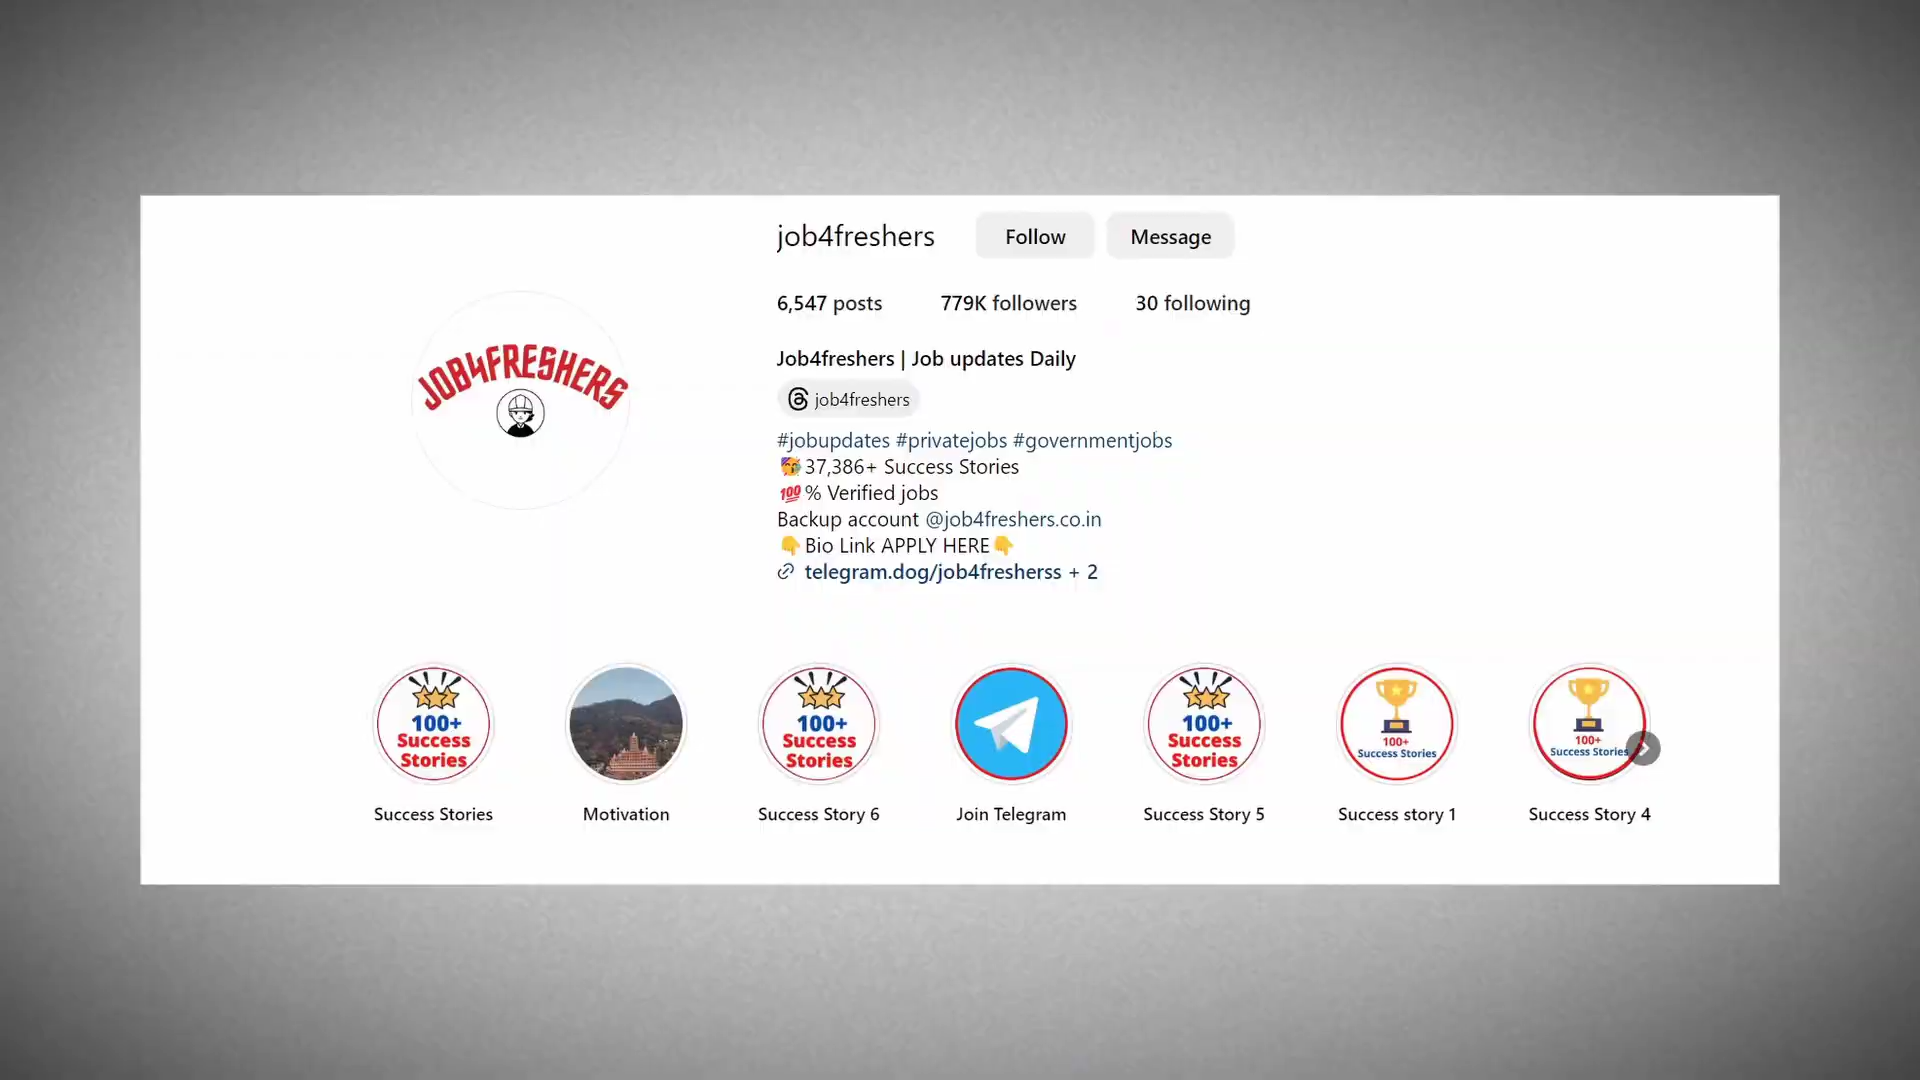 job4freshers Follow Message
6,547 posts 779K followers 30 following
JOB4FRESHERS
Job4freshers | Job updates Daily
job4freshers
#jobupdates #privatejobs #governmentjobs
🥳37,386+ Success Stories
💯% Verified jobs
Backup account @job4freshers.co.in
👇Bio Link APPLY HERE👇
telegram.dog/job4fresherss + 2
100+
Success
Stories
100+
Success
Stories
100+
Success
Stories
100+
Success Stories
100+
Success Stories
Success Stories Motivation Success Story 6 Join Telegram Success Story 5 Success story 1 Success Story 4